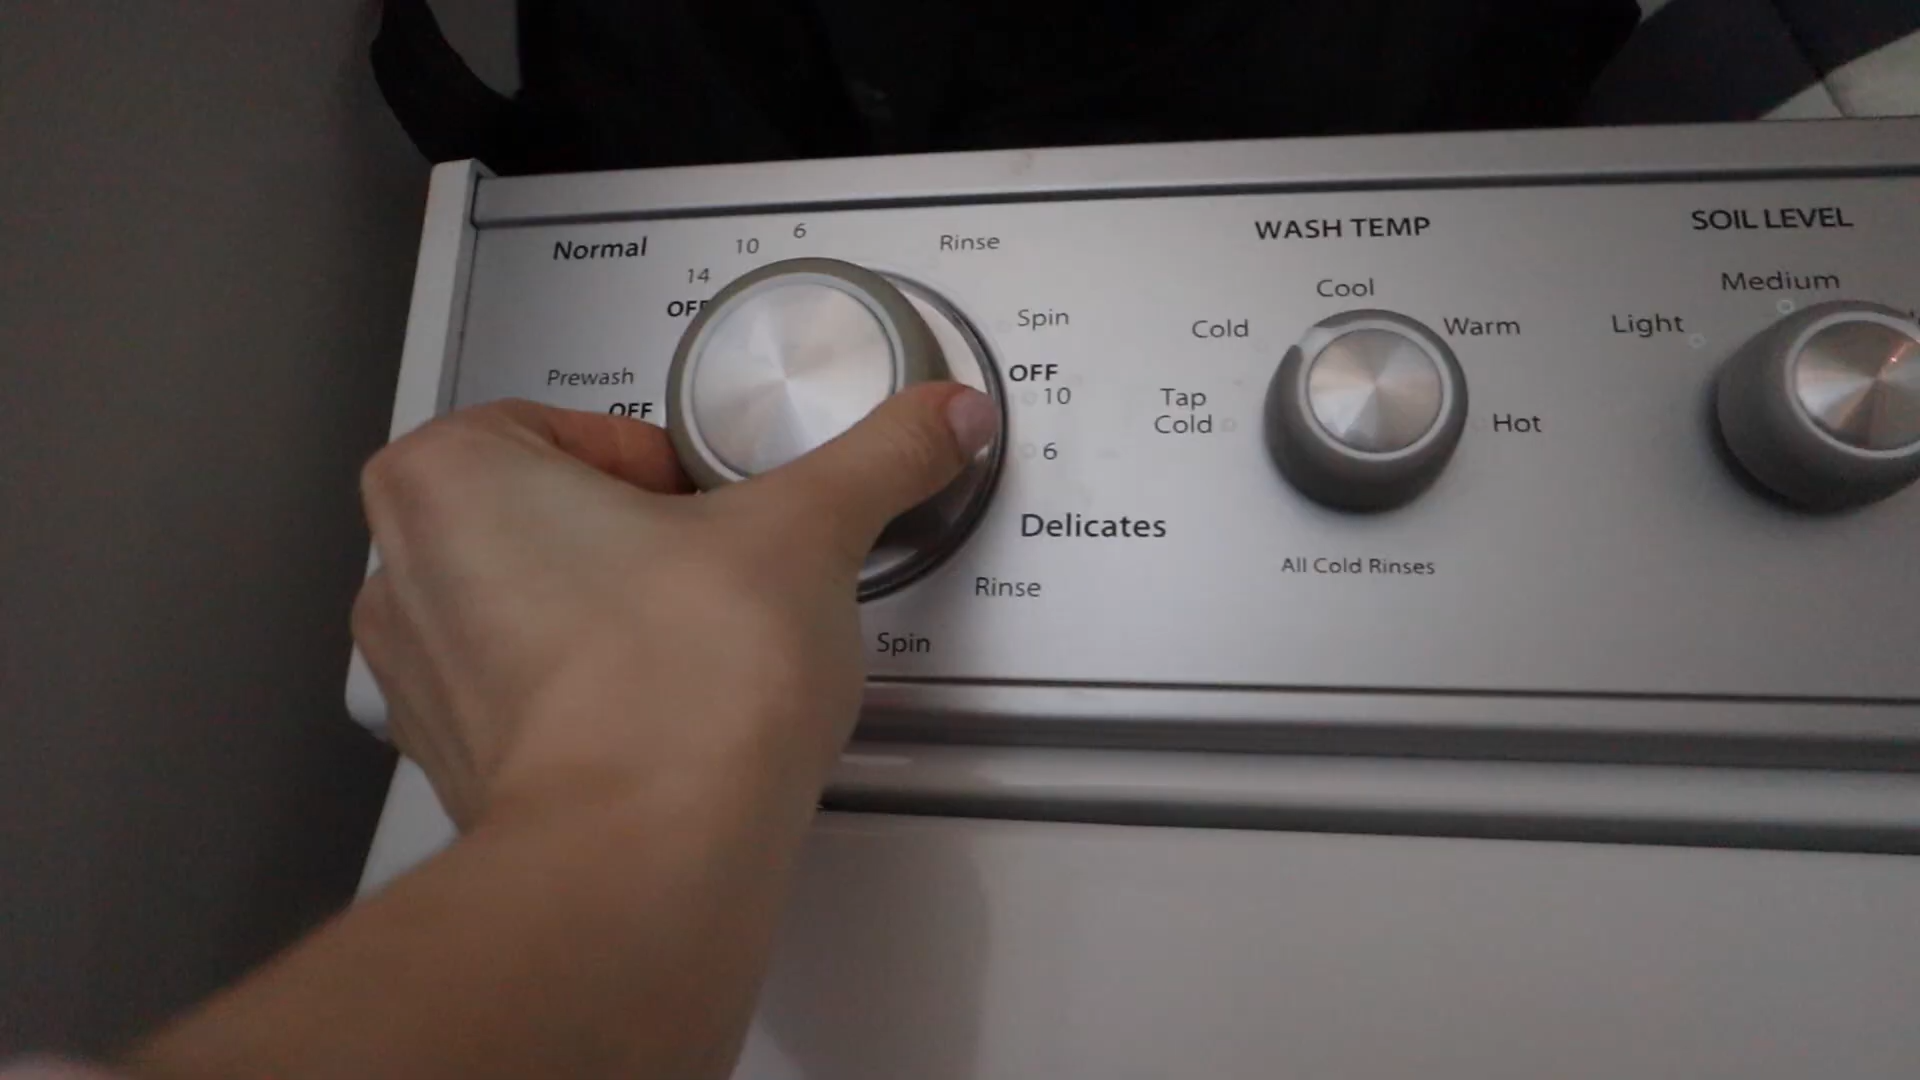 Normal
14
10
6
OFF
Rinse
Spin
Prewash
OFF
OFF
10
6
Delicates
Rinse
Spin
WASH TEMP
Cool
Cold
Warm
Tap
Cold
Hot
All Cold Rinses
SOIL LEVEL
Medium
Light